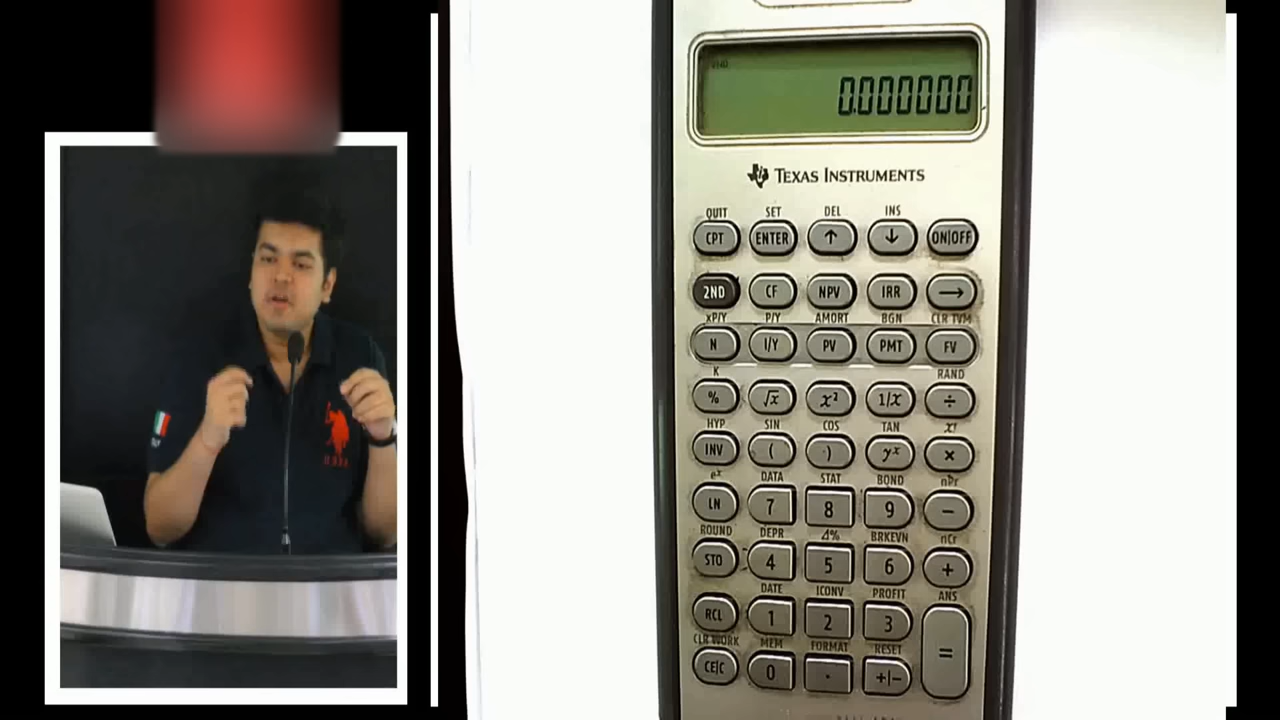 0.000000
TEXAS INSTRUMENTS
QUIT SET DEL INS
CPT ENTER ↑ ↓ ON|OFF
2ND CF NPV IRR →
xP/Y P/Y AMORT BGN CLR TVM
N I/Y PV PMT FV
K RAND
% √x x² 1/x ÷
HYP SIN COS TAN x!
INV ( ) yˣ ×
eˣ DATA STAT BOND nPr
LN 7 8 9 −
ROUND DEPR Δ% BRKEVN nCr
STO 4 5 6 +
DATE ICONV PROFIT ANS
RCL 1 2 3 =
CLR WORK MEM FORMAT RESET
CE|C 0 . +|−